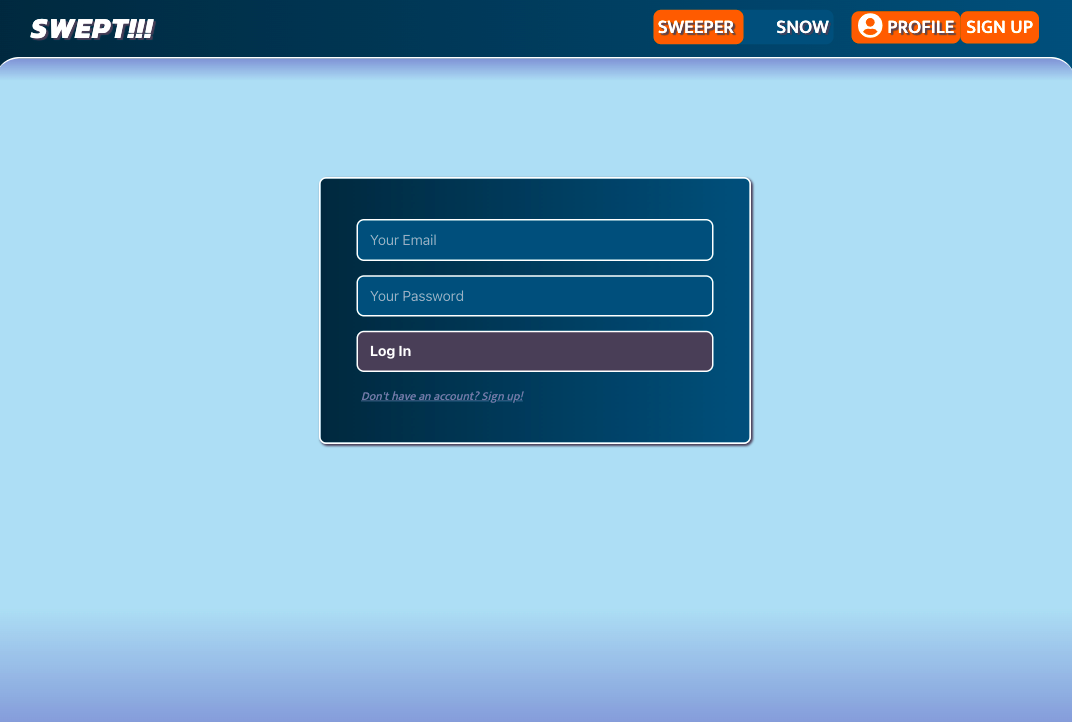 SWEPT!!! SWEEPER SNOW PROFILE SIGN UP
Your Email
Your Password
Log In
Don't have an account? Sign up!